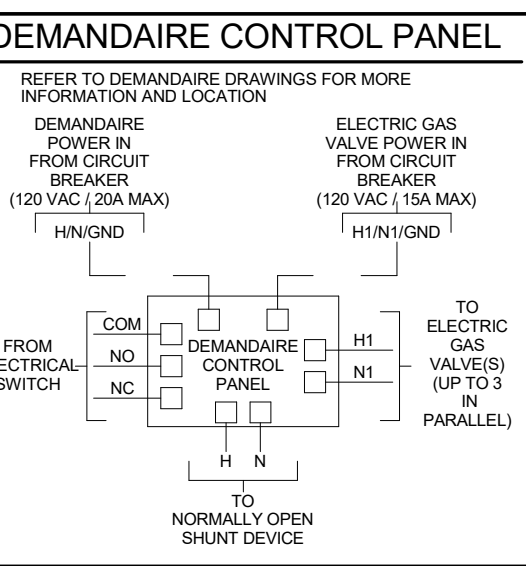 DEMANDAIRE CONTROL PANEL
REFER TO DEMANDAIRE DRAWINGS FOR MORE
INFORMATION AND LOCATION
DEMANDAIRE
POWER IN
FROM CIRCUIT
BREAKER
(120 VAC / 20A MAX)
H/N/GND
ELECTRIC GAS
VALVE POWER IN
FROM CIRCUIT
BREAKER
(120 VAC / 15A MAX)
H1/N1/GND
FROM
ECTRICAL
SWITCH
COM
NO
NC
DEMANDAIRE
CONTROL
PANEL
H1
N1
TO
ELECTRIC
GAS
VALVE(S)
(UP TO 3
IN
PARALLEL)
H N
TO
NORMALLY OPEN
SHUNT DEVICE